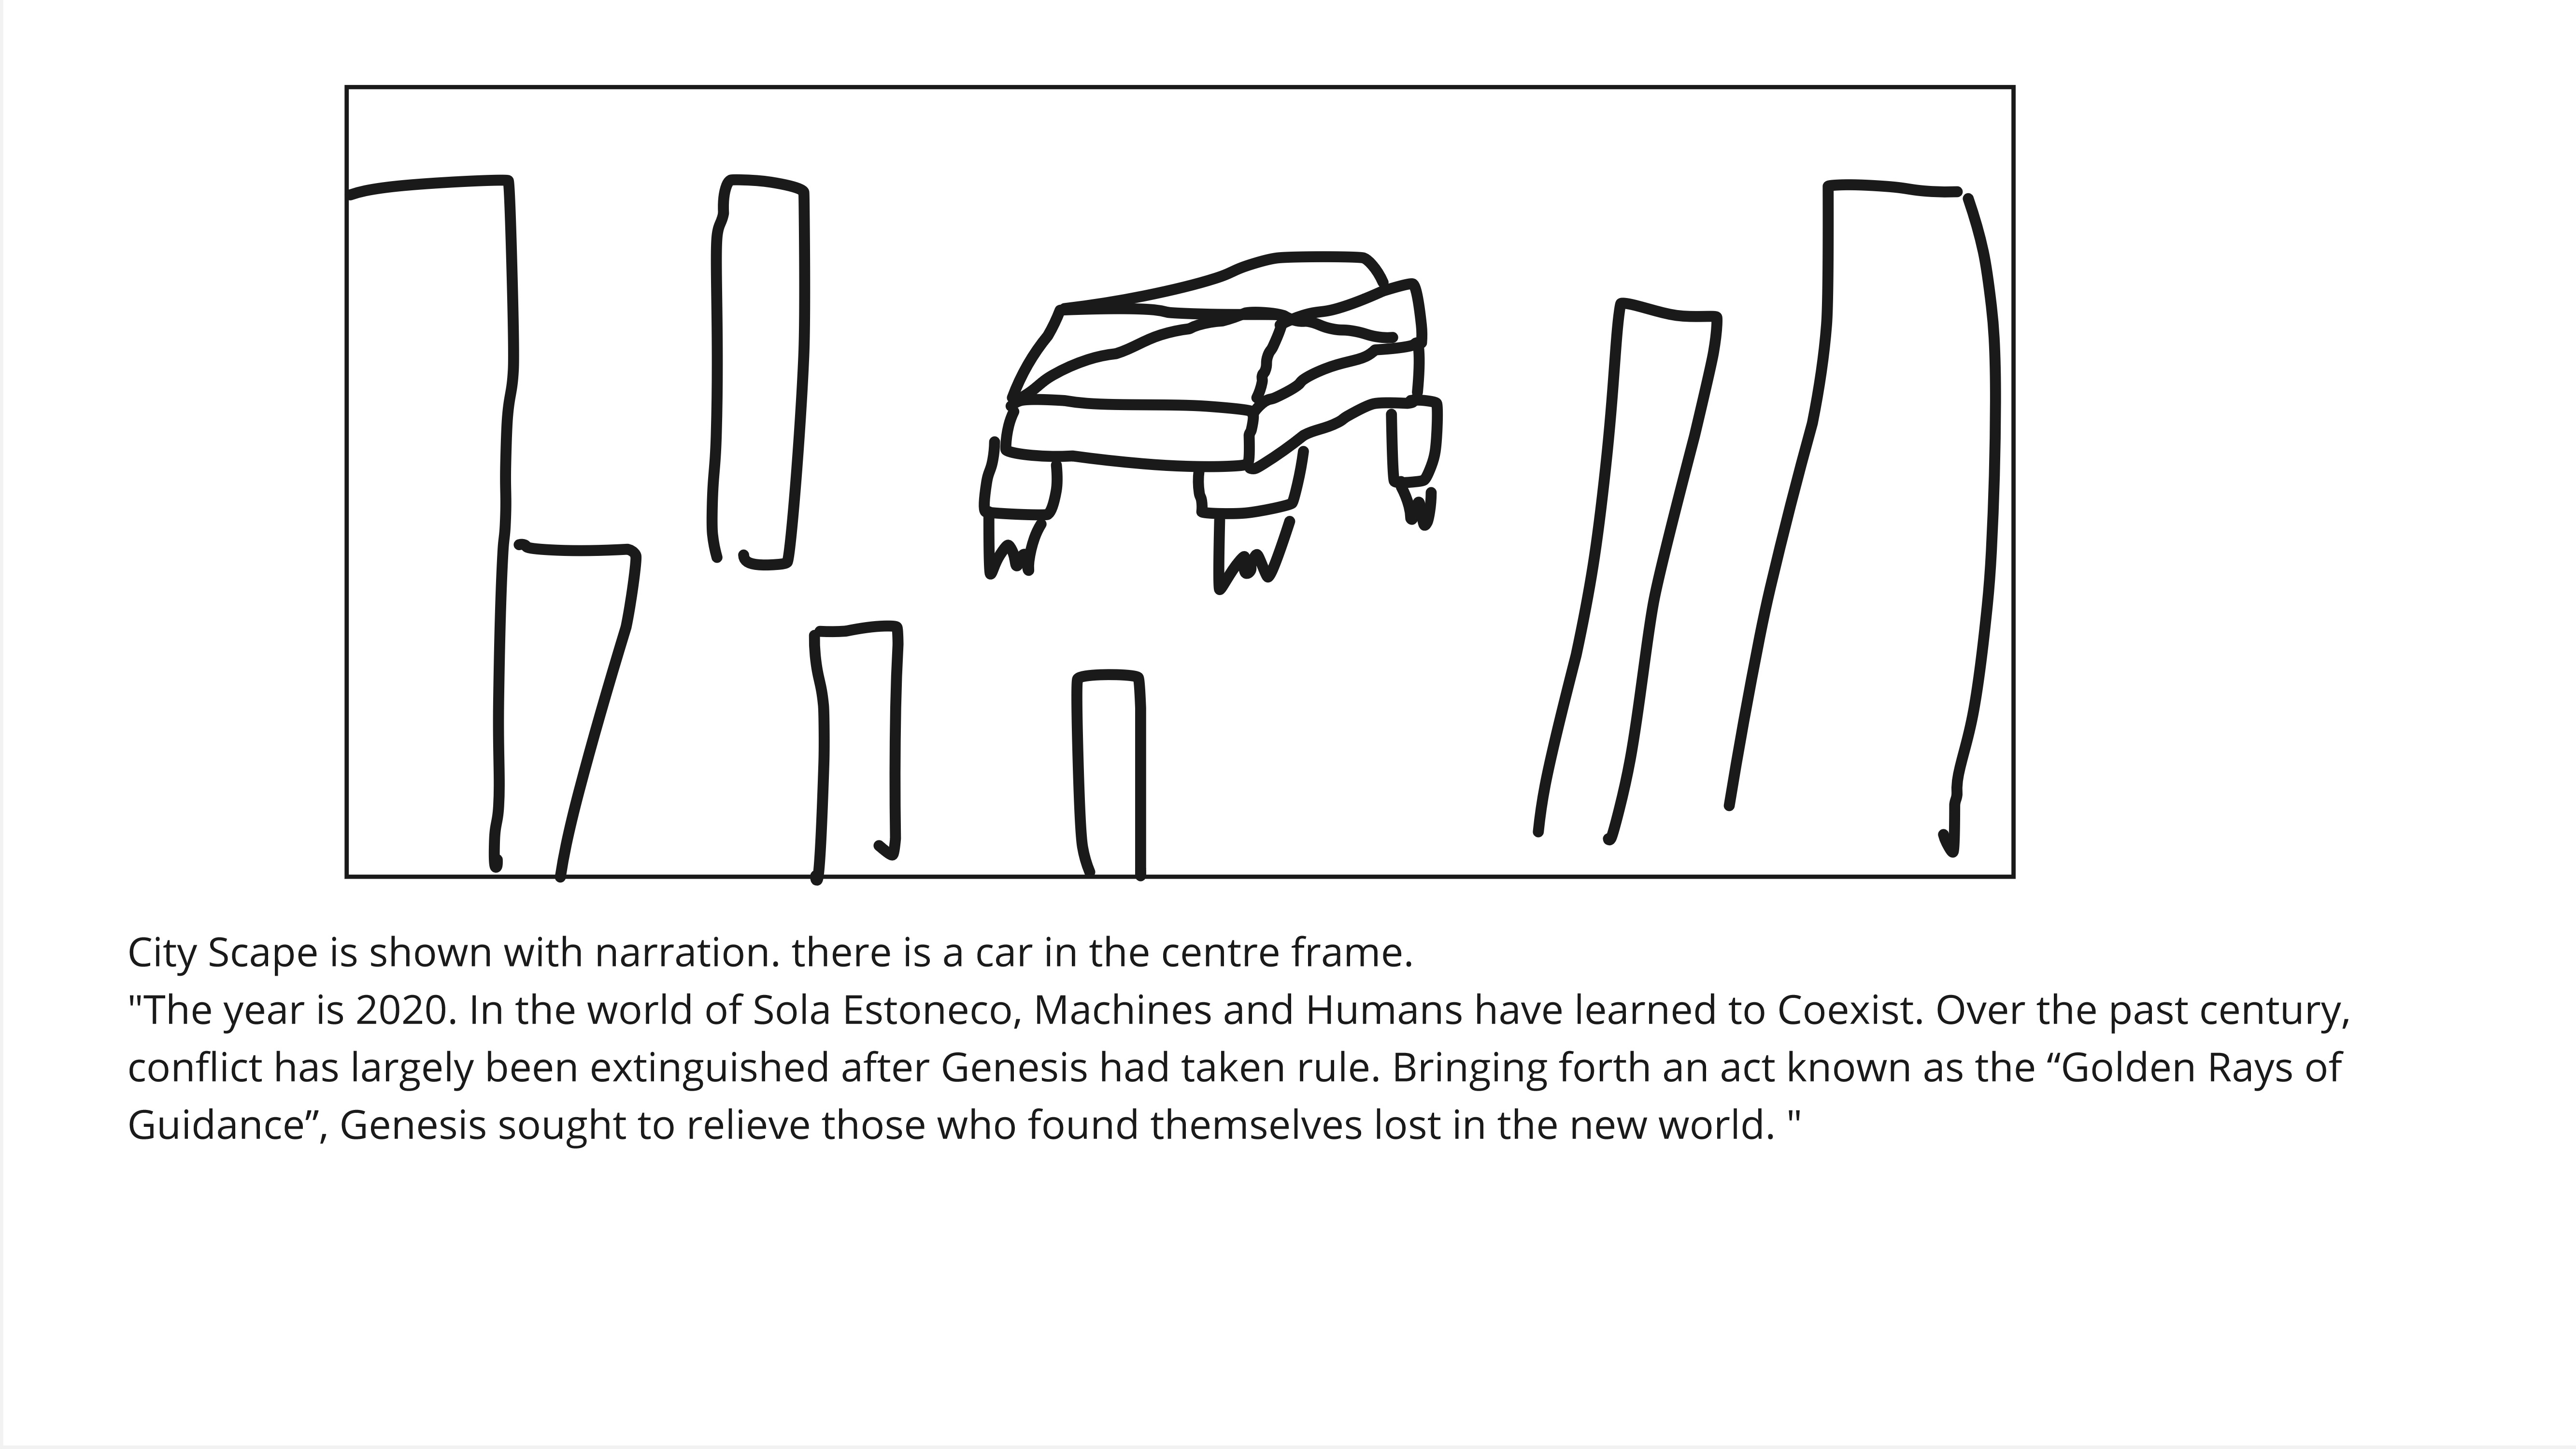 City Scape is shown with narration. there is a car in the centre frame.
"The year is 2020. In the world of Sola Estoneco, Machines and Humans have learned to Coexist. Over the past century,
conflict has largely been extinguished after Genesis had taken rule. Bringing forth an act known as the “Golden Rays of
Guidance”, Genesis sought to relieve those who found themselves lost in the new world. "